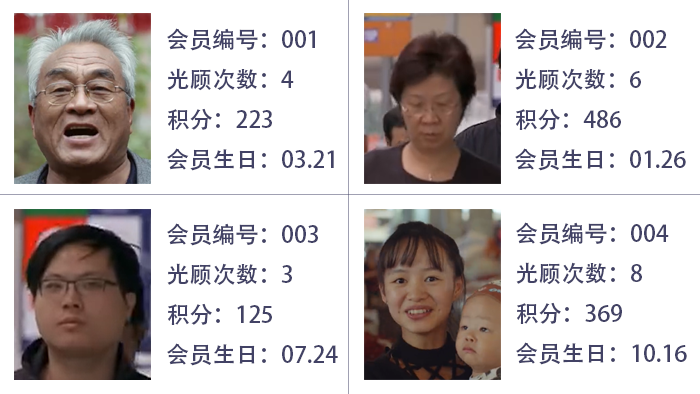 会员编号：001
光顾次数：4
积分：223
会员生日：03.21
会员编号：002
光顾次数：6
积分：486
会员生日：01.26
会员编号：003
光顾次数：3
积分：125
会员生日：07.24
会员编号：004
光顾次数：8
积分：369
会员生日：10.16